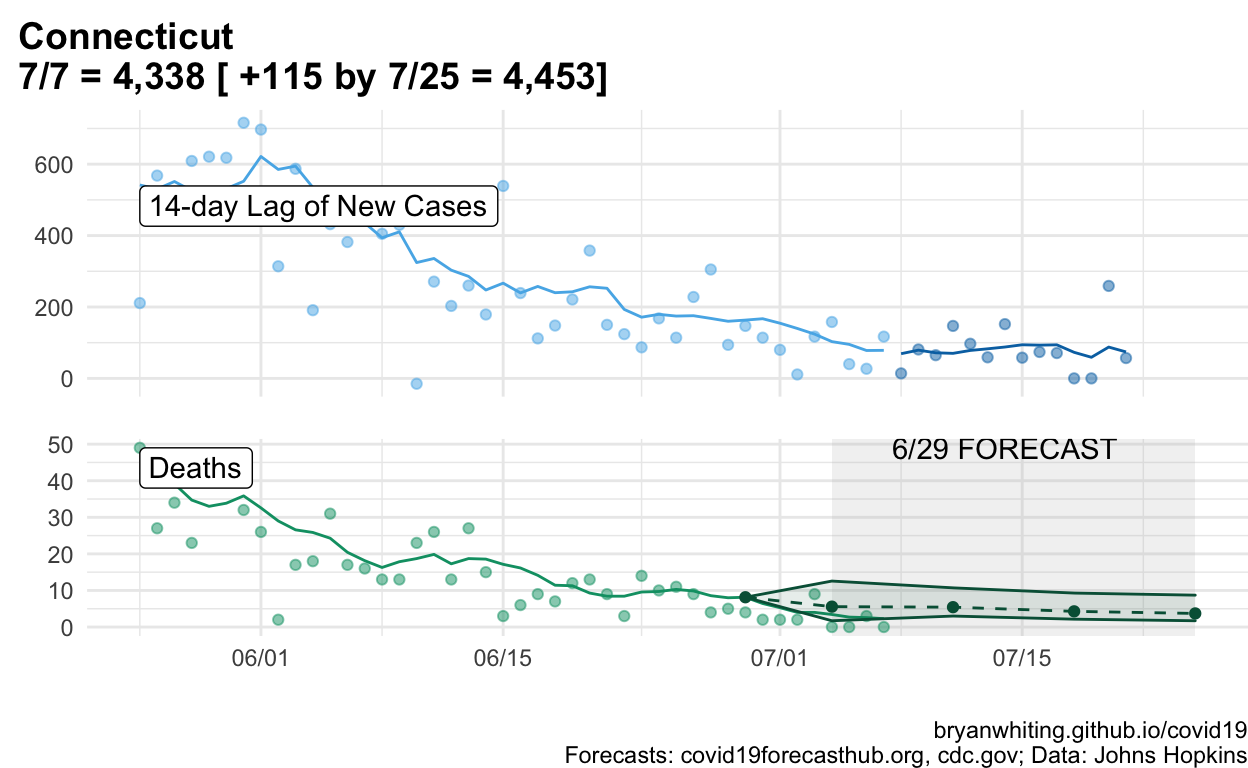 Connecticut
7/7 = 4,338 [ +115 by 7/25 = 4,453]
600
400
200
0
14-day Lag of New Cases
50
40
30
20
10
0
Deaths
6/29 FORECAST
06/01
06/15
07/01
07/15
bryanwhiting.github.io/covid19
Forecasts: covid19forecasthub.org, cdc.gov; Data: Johns Hopkins